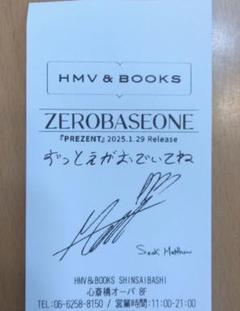 HMV & BOOKS
ZEROBASEONE
『PREZENT』2025.1.29 Release
ずっとえがおでいてね
Seok Matthew
HMV&BOOKS SHINSAIBASHI
心斎橋オーパ 8F
TEL:06-6258-8150 / 営業時間:11:00-21:00